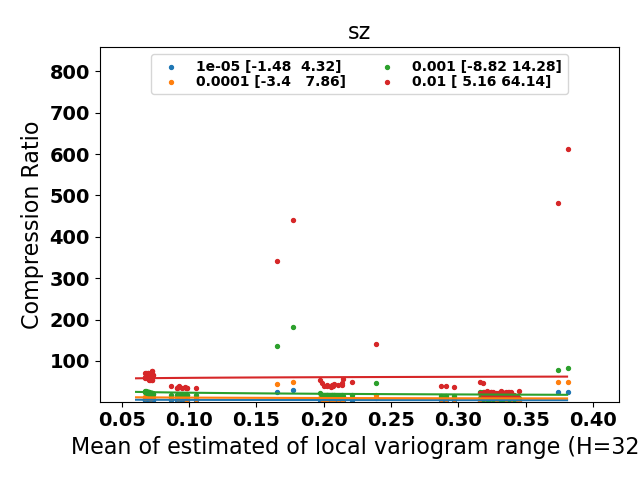 sz
1e-05 [-1.48  4.32]
0.0001 [-3.4   7.86]
0.001 [-8.82 14.28]
0.01 [ 5.16 64.14]
Compression Ratio
800
700
600
500
400
300
200
100
0.05 0.10 0.15 0.20 0.25 0.30 0.35 0.40
Mean of estimated of local variogram range (H=32